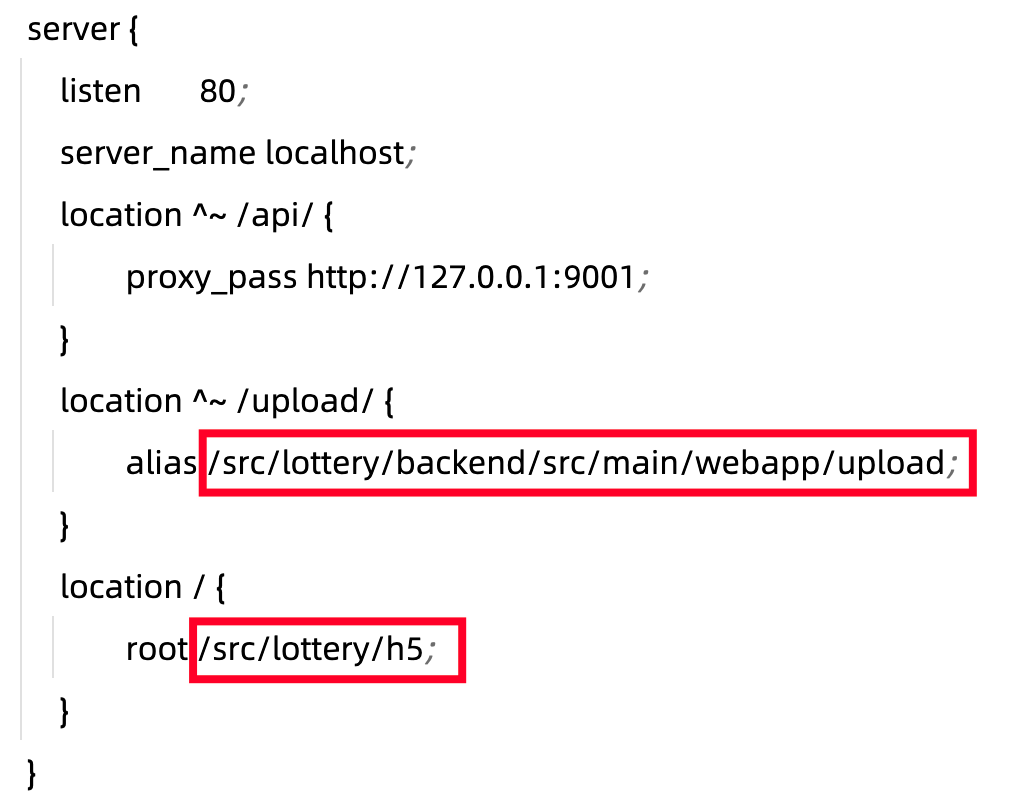 server {
listen 80;
server_name localhost;
location ^~ /api/ {
proxy_pass http://127.0.0.1:9001;
}
location ^~ /upload/ {
alias /src/lottery/backend/src/main/webapp/upload;
}
location / {
root /src/lottery/h5;
}
}